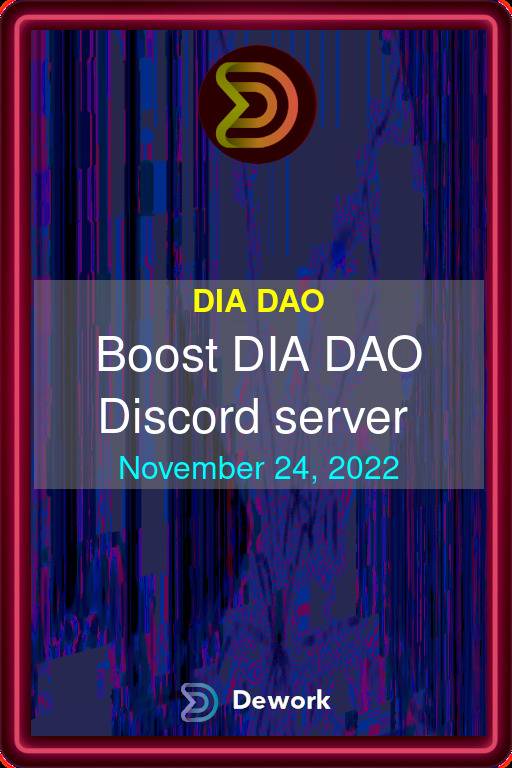 DIA DAO
Boost DIA DAO
Discord server
November 24, 2022
Dework